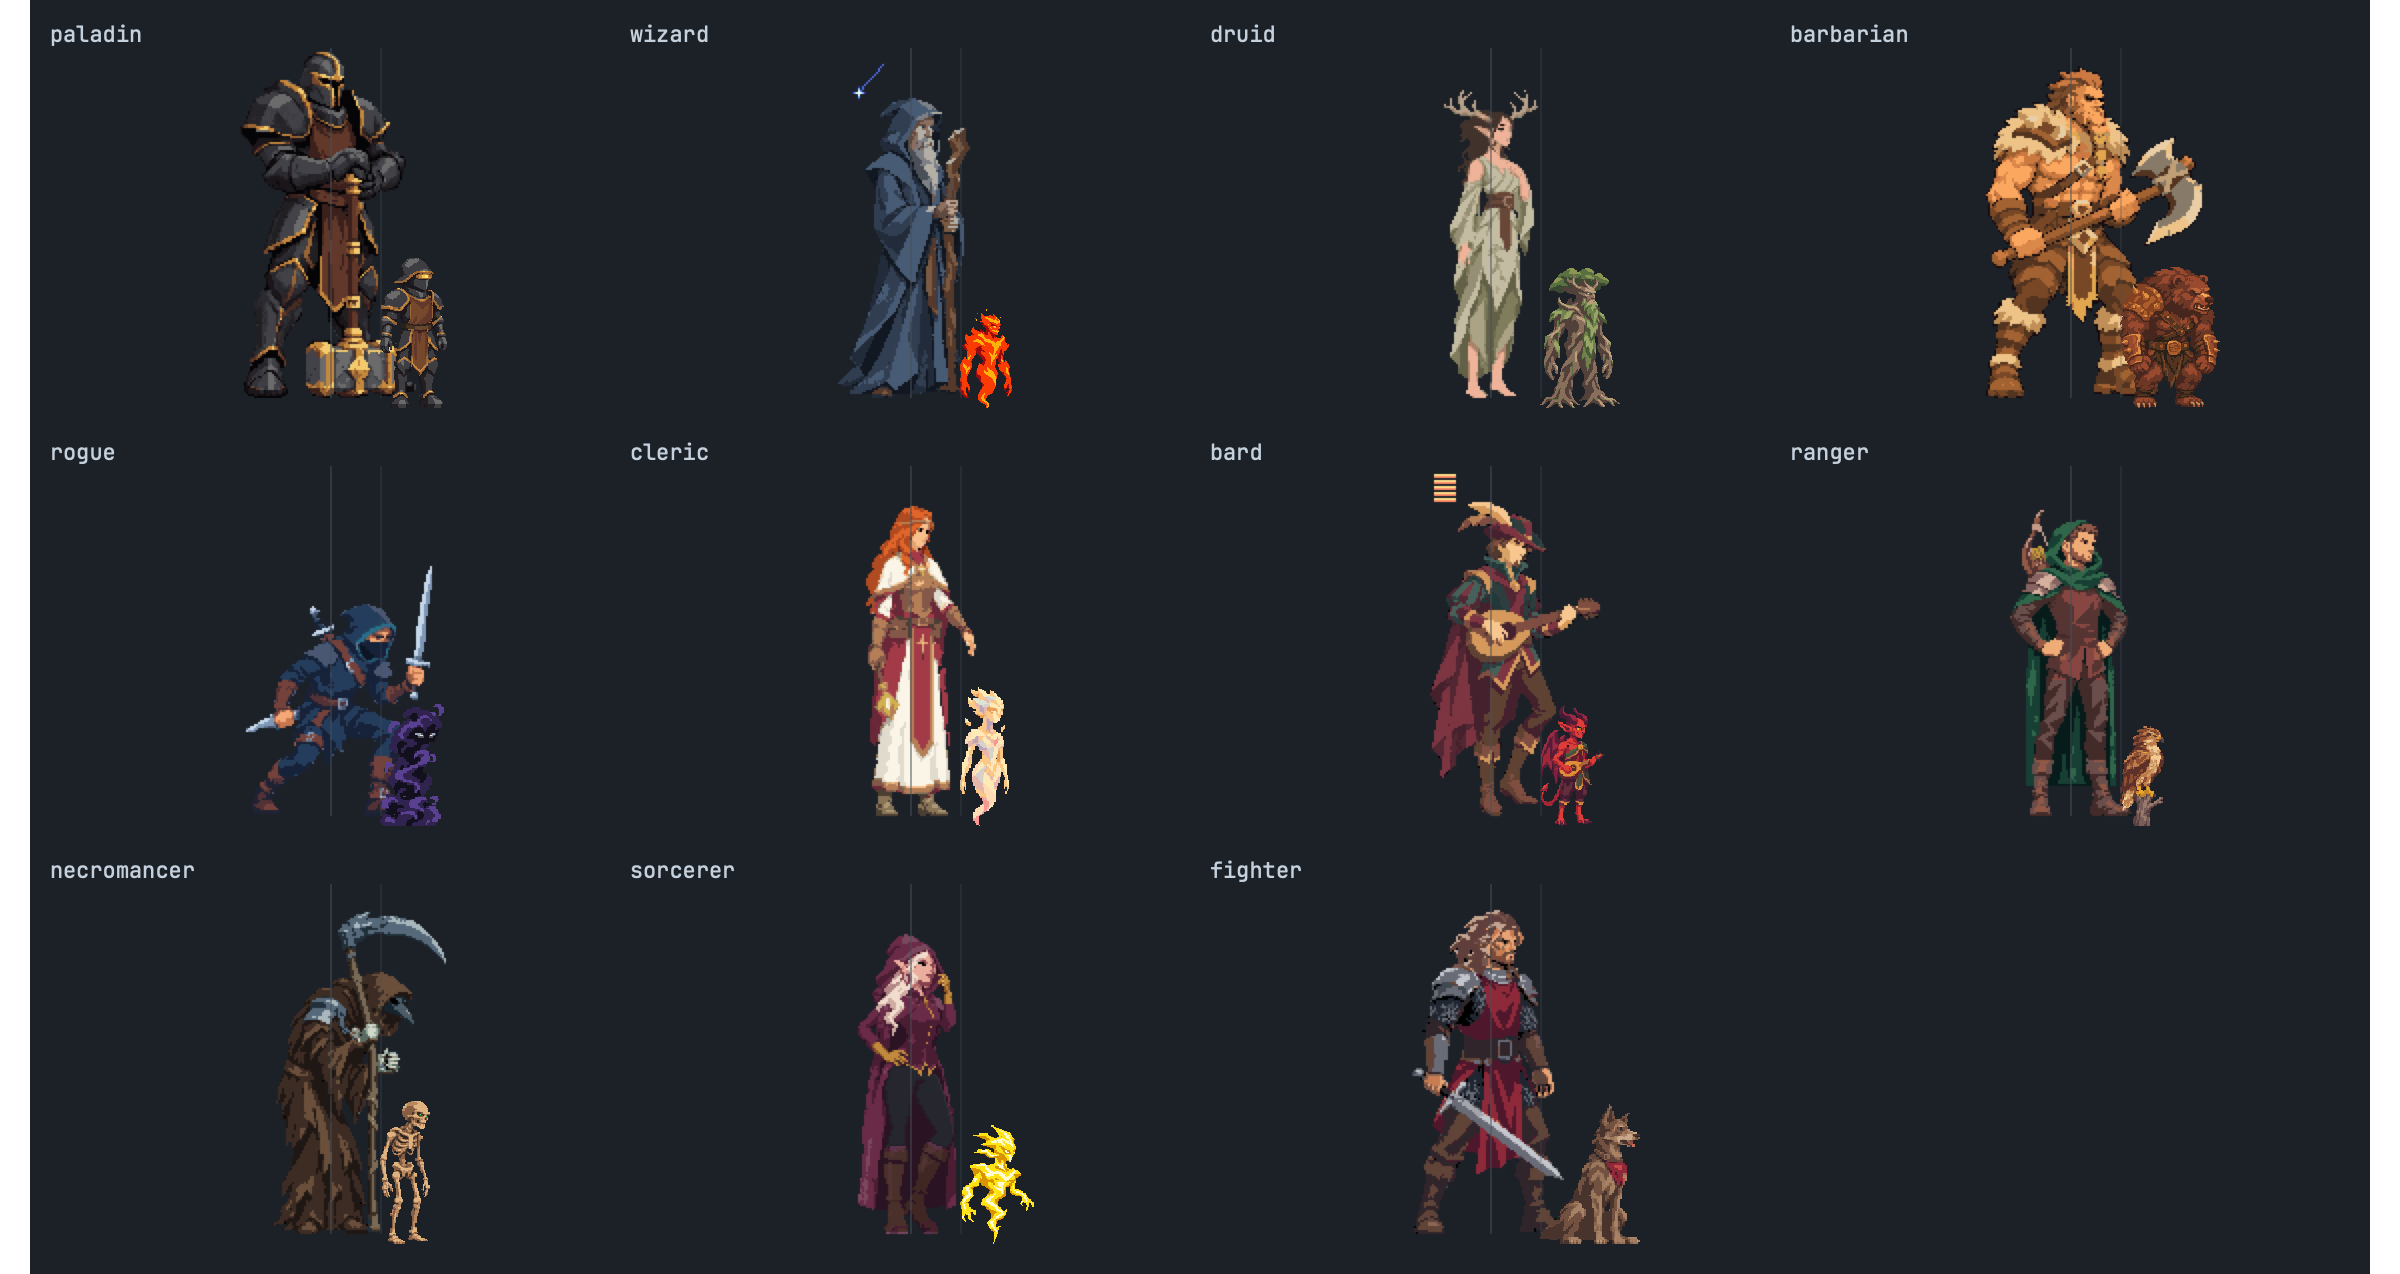 paladin
wizard
druid
barbarian
rogue
cleric
bard
ranger
necromancer
sorcerer
fighter